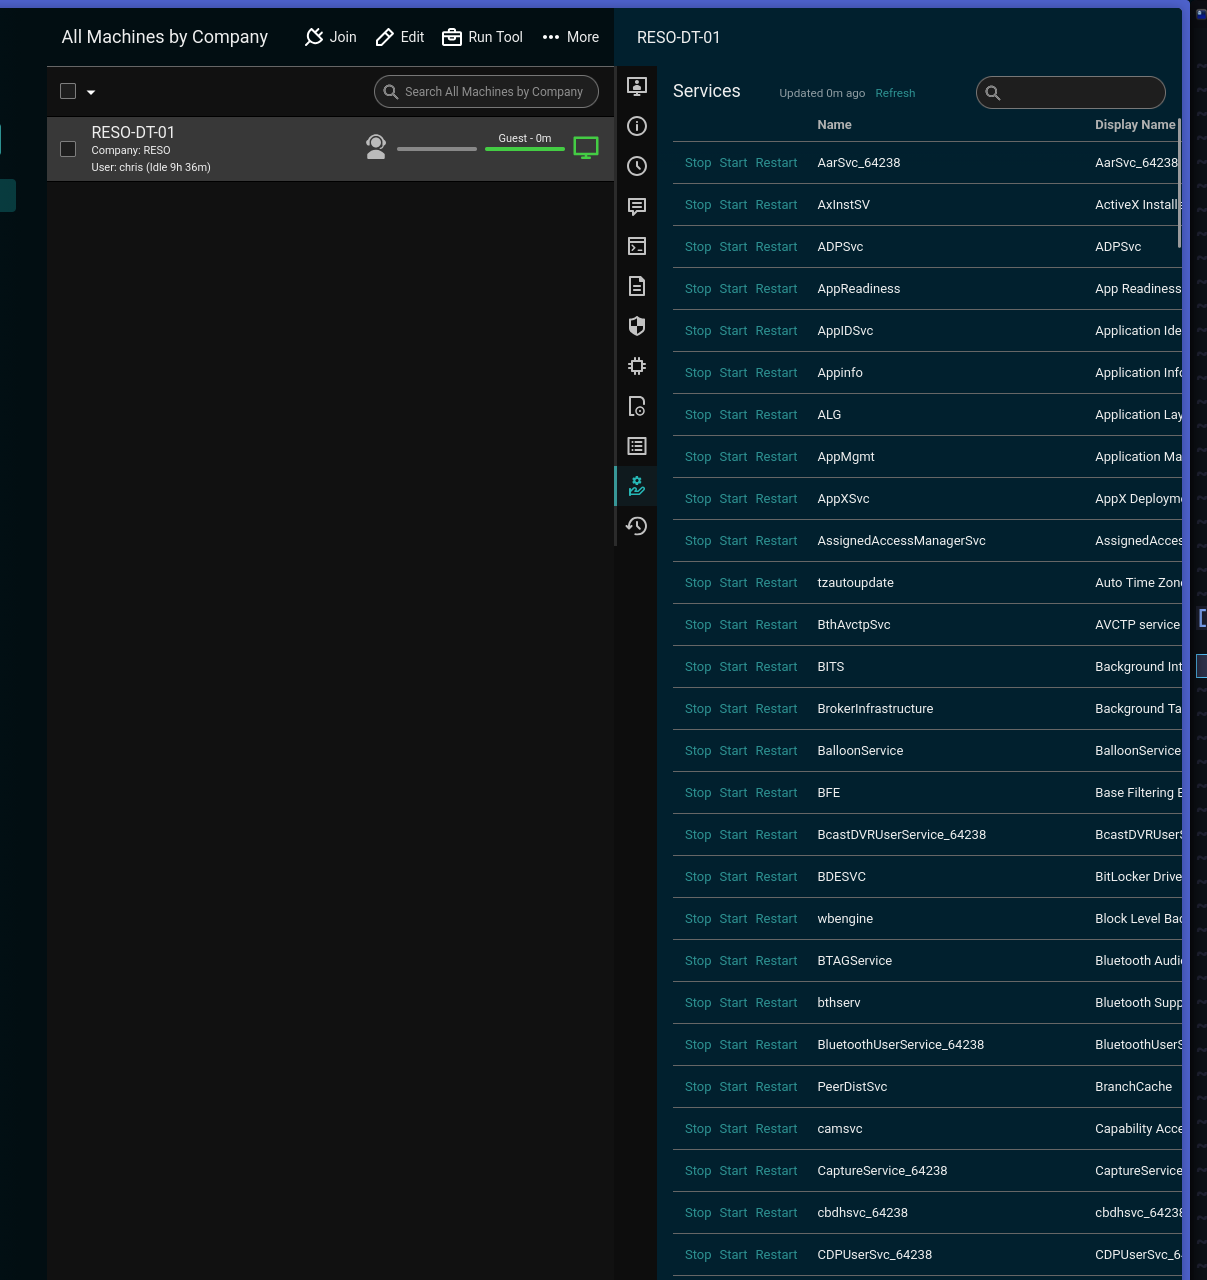 All Machines by Company
Join
Edit
Run Tool
More
RESO-DT-01
Search All Machines by Company
RESO-DT-01
Company: RESO
User: chris (Idle 9h 36m)
Guest - 0m
Services
Updated 0m ago
Refresh
Name Display Name
Stop Start Restart AarSvc_64238 AarSvc_64238
Stop Start Restart AxInstSV ActiveX Install
Stop Start Restart ADPSvc ADPSvc
Stop Start Restart AppReadiness App Readiness
Stop Start Restart AppIDSvc Application Ide
Stop Start Restart Appinfo Application Info
Stop Start Restart ALG Application Lay
Stop Start Restart AppMgmt Application Ma
Stop Start Restart AppXSvc AppX Deploym
Stop Start Restart AssignedAccessManagerSvc AssignedAcces
Stop Start Restart tzautoupdate Auto Time Zon
Stop Start Restart BthAvctpSvc AVCTP service
Stop Start Restart BITS Background Int
Stop Start Restart BrokerInfrastructure Background Ta
Stop Start Restart BalloonService BalloonService
Stop Start Restart BFE Base Filtering E
Stop Start Restart BcastDVRUserService_64238 BcastDVRUserS
Stop Start Restart BDESVC BitLocker Drive
Stop Start Restart wbengine Block Level Bac
Stop Start Restart BTAGService Bluetooth Audi
Stop Start Restart bthserv Bluetooth Supp
Stop Start Restart BluetoothUserService_64238 BluetoothUserS
Stop Start Restart PeerDistSvc BranchCache
Stop Start Restart camsvc Capability Acce
Stop Start Restart CaptureService_64238 CaptureService
Stop Start Restart cbdhsvc_64238 cbdhsvc_64238
Stop Start Restart CDPUserSvc_64238 CDPUserSvc_6